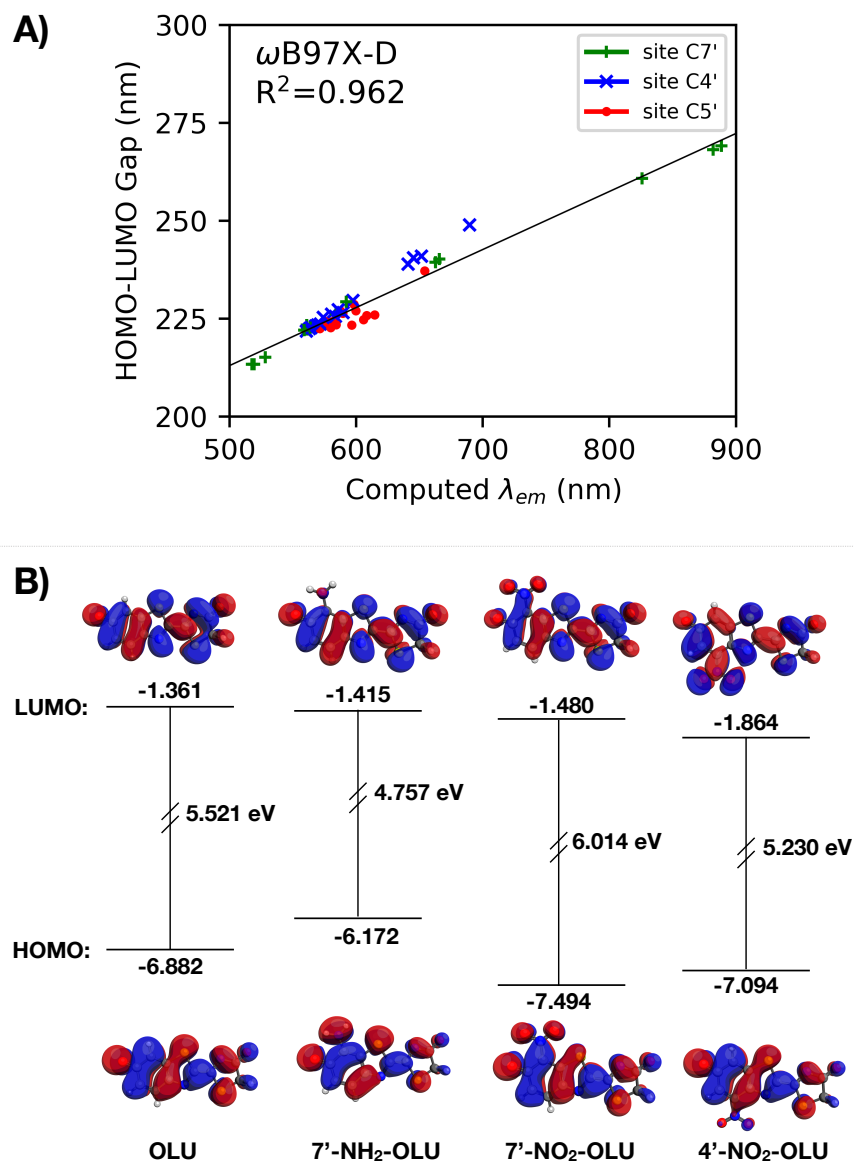 A)
ωB97X-D
R²=0.962
site C7'
site C4'
site C5'
HOMO-LUMO Gap (nm)
300
275
250
225
200
500 600 700 800 900
Computed λem (nm)
B)
LUMO: -1.361 -1.415 -1.480 -1.864
5.521 eV 4.757 eV 6.014 eV 5.230 eV
HOMO: -6.882 -6.172 -7.494 -7.094
OLU 7’-NH₂-OLU 7’-NO₂-OLU 4’-NO₂-OLU